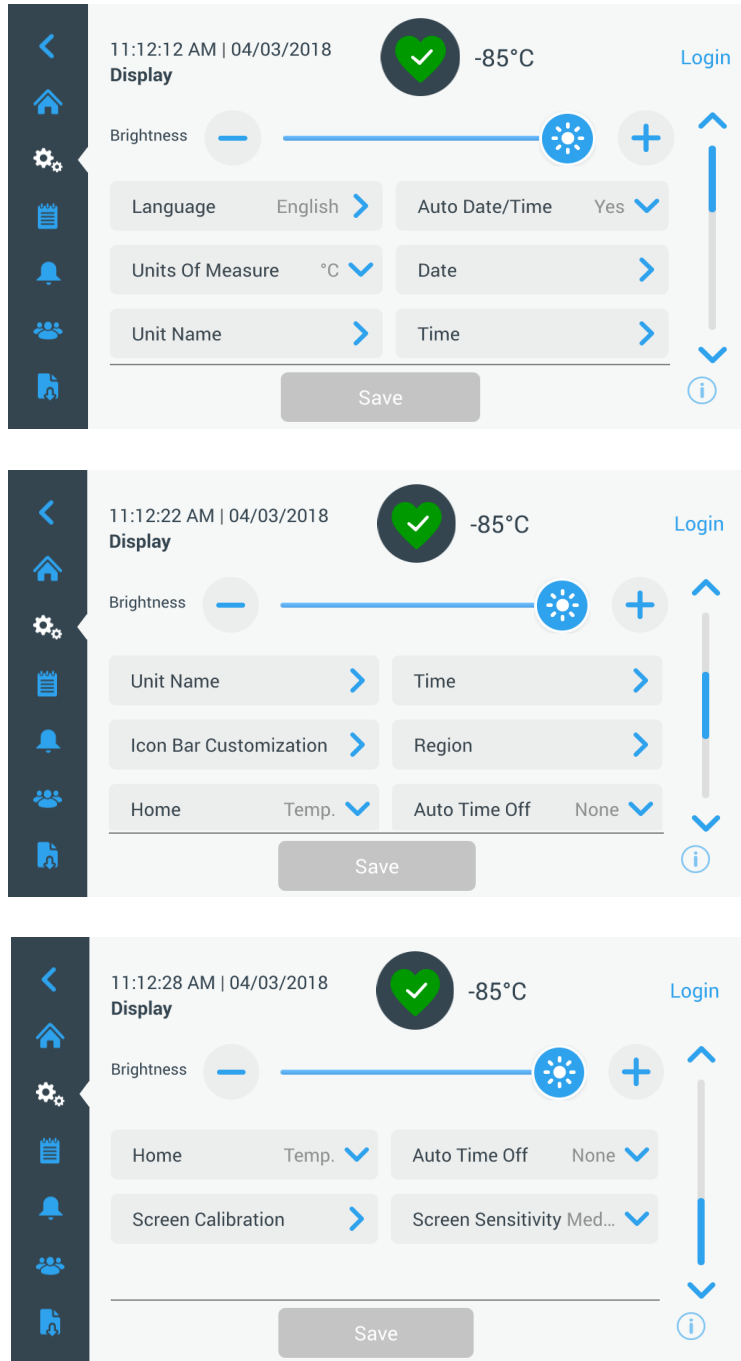 11:12:12 AM | 04/03/2018
Display
-85°C
Login
Brightness
Language English
Auto Date/Time Yes
Units Of Measure °C
Date
Unit Name
Time
Save
11:12:22 AM | 04/03/2018
Display
-85°C
Login
Brightness
Unit Name
Time
Icon Bar Customization
Region
Home Temp.
Auto Time Off None
Save
11:12:28 AM | 04/03/2018
Display
-85°C
Login
Brightness
Home Temp.
Auto Time Off None
Screen Calibration
Screen Sensitivity Med...
Save